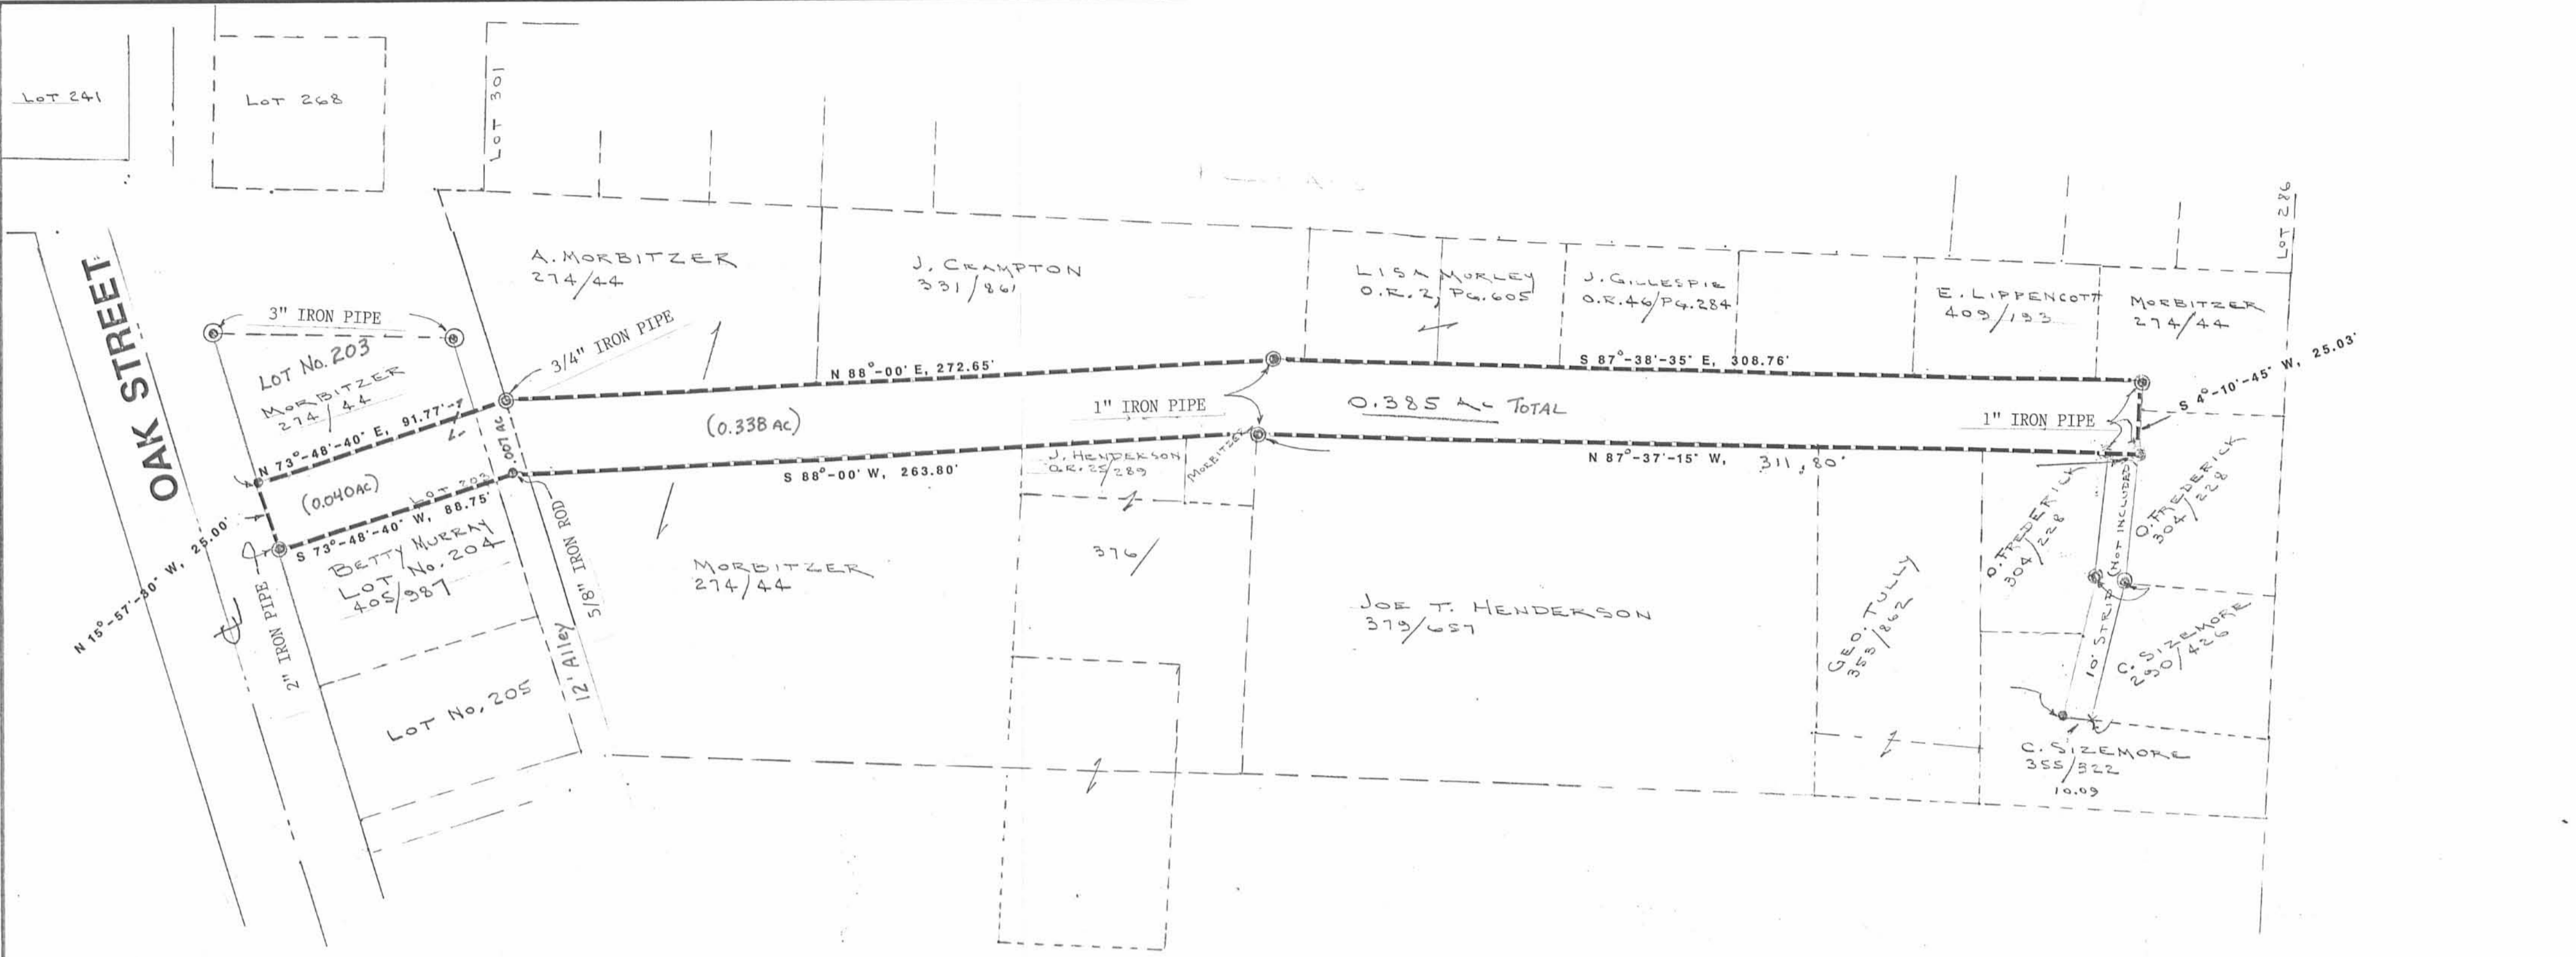 LOT 241
LOT 268
LOT 301
LOT 286
OAK STREET
A. MORBITZER
274/44
J. CRAMPTON
331/861
LISA MORLEY
O.R. 2, PG. 605
J. GILLESPIE
O.R. 46/PG. 284
E. LIPPENCOTT
409/193
MORBITZER
274/44
3" IRON PIPE
LOT No. 203
MORBITZER
274/44
3/4" IRON PIPE
N 88°-00' E, 272.65'
S 87°-38'-35" E, 308.76'
S 4°-10'-45" W, 25.03'
N 73°-48'-40" E, 91.77'
0.007 AC
(0.338 AC)
1" IRON PIPE
0.385 AC TOTAL
1" IRON PIPE
(0.040 AC)
LOT 203
S 73°-48'-40" W, 88.75'
S 88°-00' W, 263.80'
J. HENDERSON
O.R. 25/289
MORBITZER
N 87°-37'-15" W, 311.80'
N 15°-57'-30" W, 25.00'
2" IRON PIPE
BETTY MURRAY
LOT No. 204
405/987
5/8" IRON ROD
12' Alley
LOT No. 205
MORBITZER
274/44
376/
JOE T. HENDERSON
379/657
GEO. TULLY
353/862
O. FREDERICK
304/228
10' STRIP (NOT INCLUDED)
O. FREDERICK
304/228
C. SIZEMORE
290/426
C. SIZEMORE
355/322
10.09